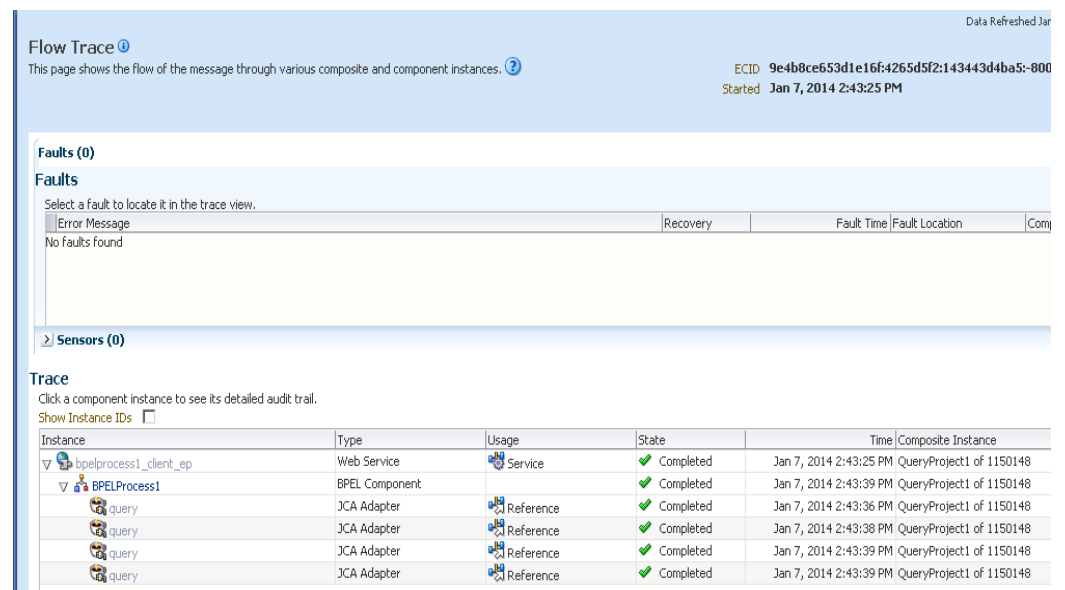 Data Refreshed Jan
Flow Trace
This page shows the flow of the message through various composite and component instances.
ECID 9e4b8ce653d1e16f:4265d5f2:143443d4ba5:-800
Started Jan 7, 2014 2:43:25 PM
Faults (0)
Faults
Select a fault to locate it in the trace view.
Error Message Recovery Fault Time Fault Location Comp
No faults found
Sensors (0)
Trace
Click a component instance to see its detailed audit trail.
Show Instance IDs
Instance Type Usage State Time Composite Instance
bpelprocess1_client_ep Web Service Service Completed Jan 7, 2014 2:43:25 PM QueryProject1 of 1150148
BPELProcess1 BPEL Component Completed Jan 7, 2014 2:43:39 PM QueryProject1 of 1150148
query JCA Adapter Reference Completed Jan 7, 2014 2:43:36 PM QueryProject1 of 1150148
query JCA Adapter Reference Completed Jan 7, 2014 2:43:38 PM QueryProject1 of 1150148
query JCA Adapter Reference Completed Jan 7, 2014 2:43:39 PM QueryProject1 of 1150148
query JCA Adapter Reference Completed Jan 7, 2014 2:43:39 PM QueryProject1 of 1150148